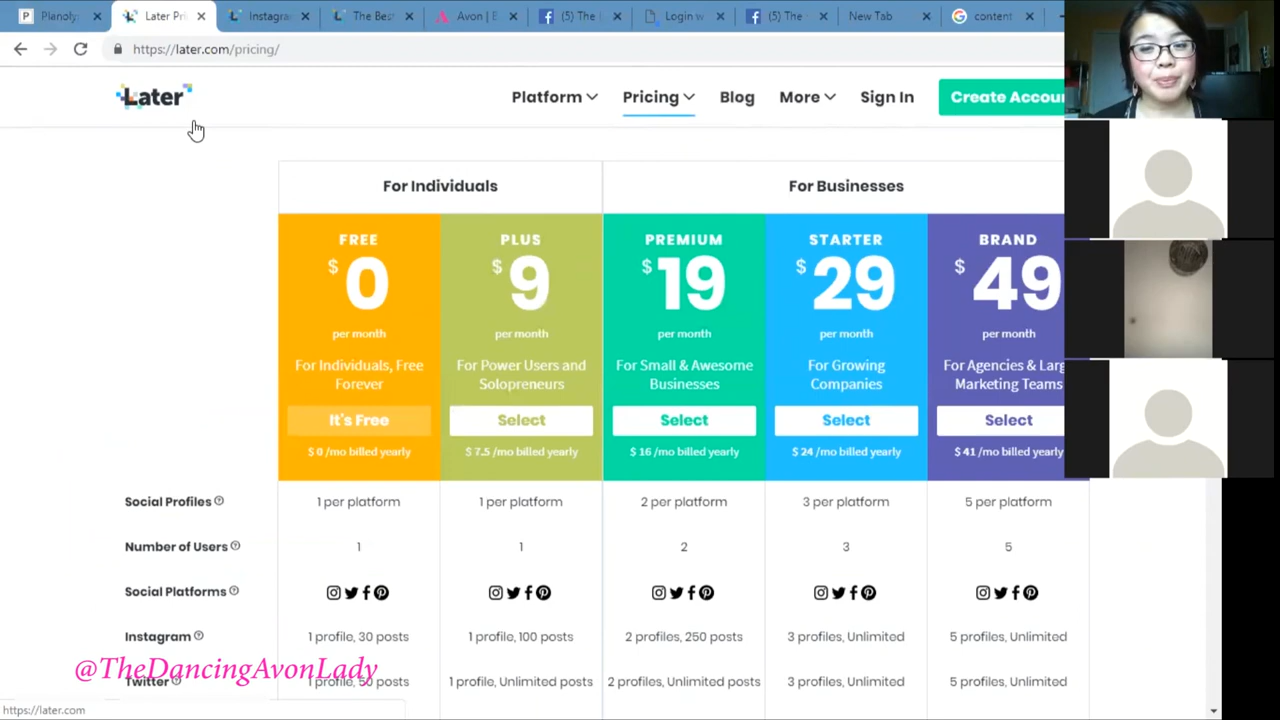 Planoly
Later Pri
Instagra
The Best
Avon | B
(5) The
Login w
(5) The
New Tab
content
https://later.com/pricing/
Later
Platform
Pricing
Blog
More
Sign In
Create Accou
For Individuals
For Businesses
FREE
PLUS
PREMIUM
STARTER
BRAND
$0
$9
$19
$29
$49
per month
per month
per month
per month
per month
For Individuals, Free
Forever
For Power Users and
Solopreneurs
For Small & Awesome
Businesses
For Growing
Companies
For Agencies & Larg
Marketing Teams
It's Free
Select
Select
Select
Select
$ 0 /mo billed yearly
$ 7.5 /mo billed yearly
$ 16 /mo billed yearly
$ 24 /mo billed yearly
$ 41 /mo billed yearly
Social Profiles
1 per platform
1 per platform
2 per platform
3 per platform
5 per platform
Number of Users
1
1
2
3
5
Social Platforms
Instagram
1 profile, 30 posts
1 profile, 100 posts
2 profiles, 250 posts
3 profiles, Unlimited
5 profiles, Unlimited
@TheDancingAvonLady
Twitter
1 profile, 50 posts
1 profile, Unlimited posts
2 profiles, Unlimited posts
3 profiles, Unlimited
5 profiles, Unlimited
https://later.com